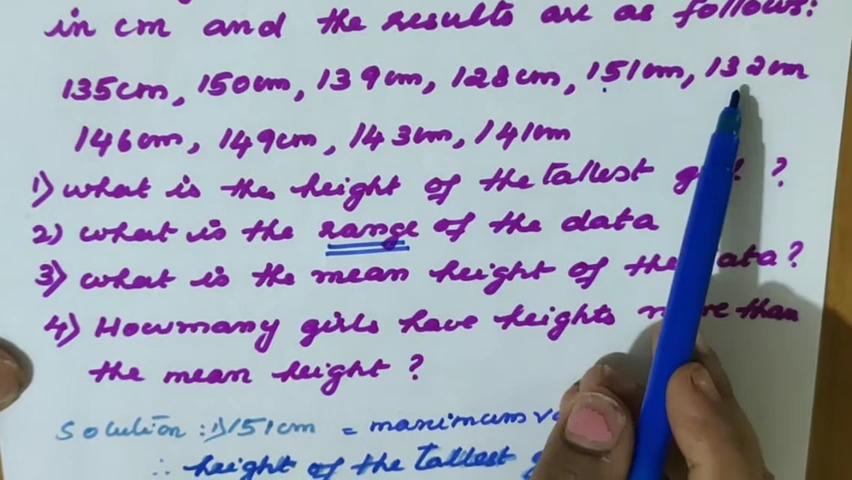 in cm and the results are as follows:
135cm, 150cm, 139cm, 128cm, 151cm, 132cm
146cm, 149cm, 143cm, 141cm
1) what is the height of the tallest ?
2) what is the range of the data
3) what is the mean height of the data?
4) Howmany girls have heights more than
the mean height ?
Solution :1) 151cm = maximum
∴ height of the tallest